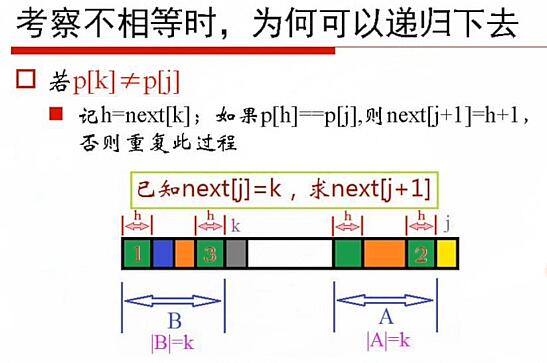 考察不相等时，为何可以递归下去
若p[k]≠p[j]
记h=next[k]；如果p[h]==p[j],则next[j+1]=h+1，
否则重复此过程
已知next[j]=k，求next[j+1]
h h k h h j
1 3 2
B A
|B|=k |A|=k